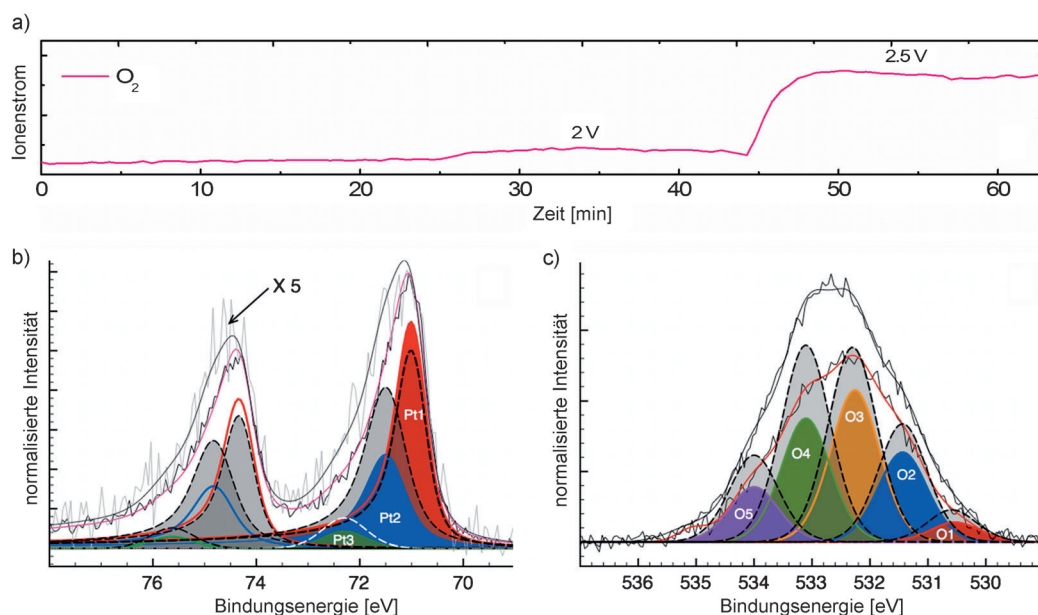 a)
O2
2 V
2.5 V
Ionenstrom
0 10 20 30 40 50 60
Zeit [min]
b)
X 5
Pt1
Pt2
Pt3
normalisierte Intensität
76 74 72 70
Bindungsenergie [eV]
c)
O3
O4
O2
O5
O1
normalisierte Intensität
536 535 534 533 532 531 530
Bindungsenergie [eV]